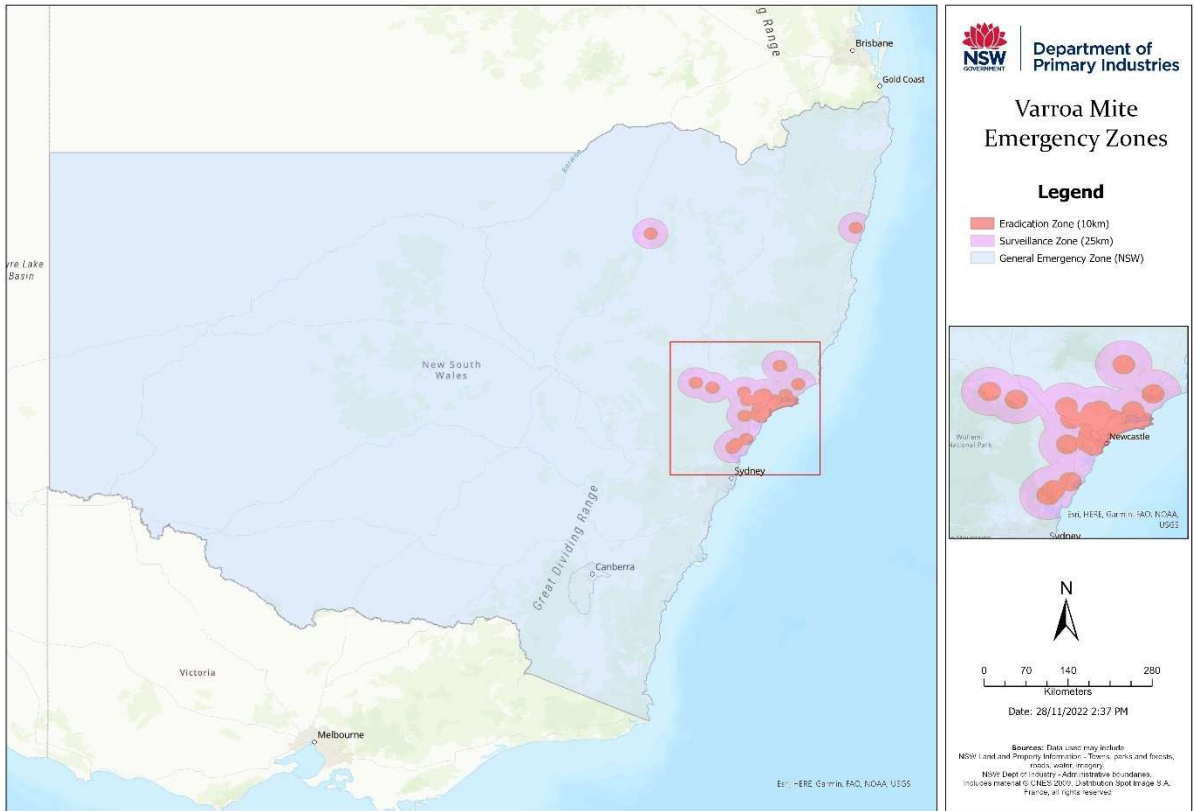 g Range
Brisbane
Gold Coast
Barwon
yre Lake
Basin
New South
Wales
Sydney
Great Dividing Range
Canberra
Victoria
Melbourne
Esri, HERE, Garmin, FAO, NOAA, USGS
NSW
GOVERNMENT
Department of
Primary Industries
Varroa Mite
Emergency Zones
Legend
Eradication Zone (10km)
Surveillance Zone (25km)
General Emergency Zone (NSW)
Wollemi
National Park
Newcastle
Esri, HERE, Garmin, FAO, NOAA,
USGS
Sydney
N
0 70 140 280
Kilometers
Date: 28/11/2022 2:37 PM
Sources: Data used may include
NSW Land and Property Information - Towns, parks and forests,
roads, water, imagery.
NSW Dept of Industry - Administrative boundaries.
Includes material © CNES 2009, Distribution Spot Image S.A.
France, all rights reserved